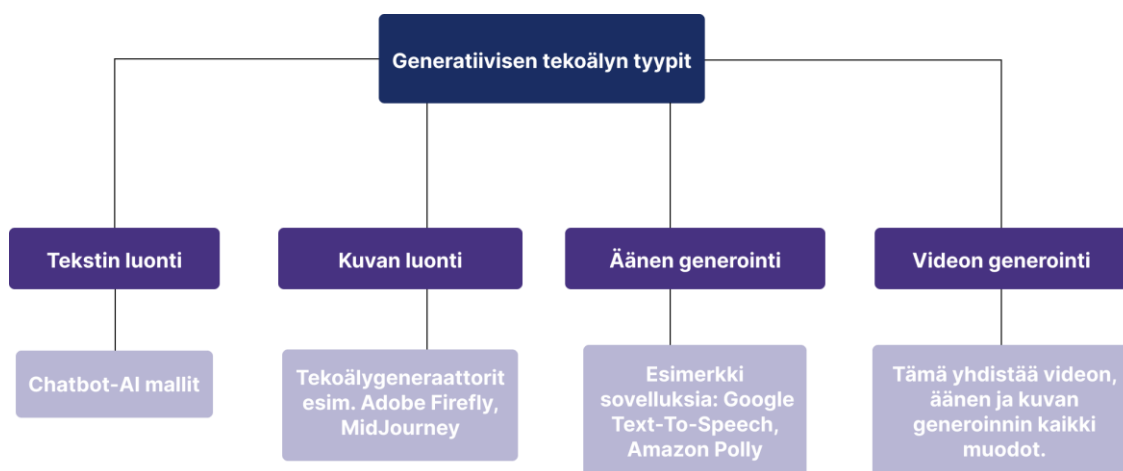 Generatiivisen tekoälyn tyypit
Tekstin luonti
Kuvan luonti
Äänen generointi
Videon generointi
Chatbot-AI mallit
Tekoälygeneraattorit
esim. Adobe Firefly,
MidJourney
Esimerkki
sovelluksia: Google
Text-To-Speech,
Amazon Polly
Tämä yhdistää videon,
äänen ja kuvan
generoinnin kaikki
muodot.